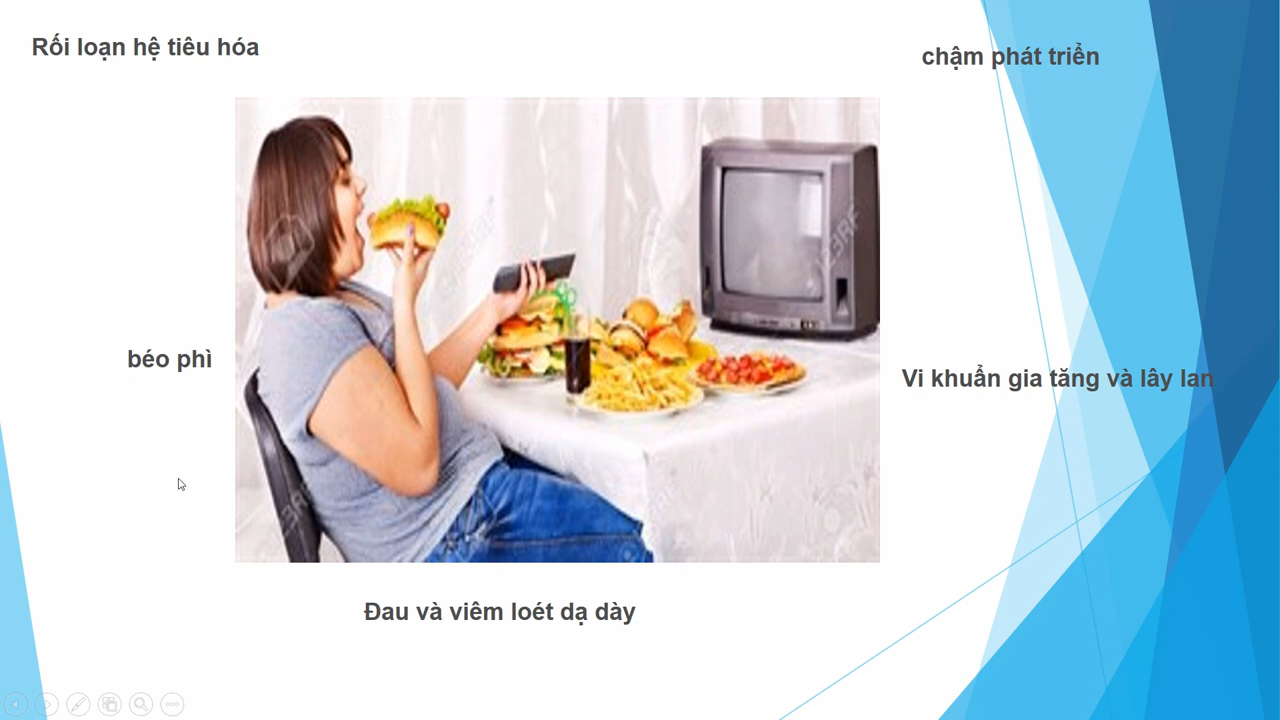 Rối loạn hệ tiêu hóa
chậm phát triển
béo phì
Vi khuẩn gia tăng và lây lan
Đau và viêm loét dạ dày